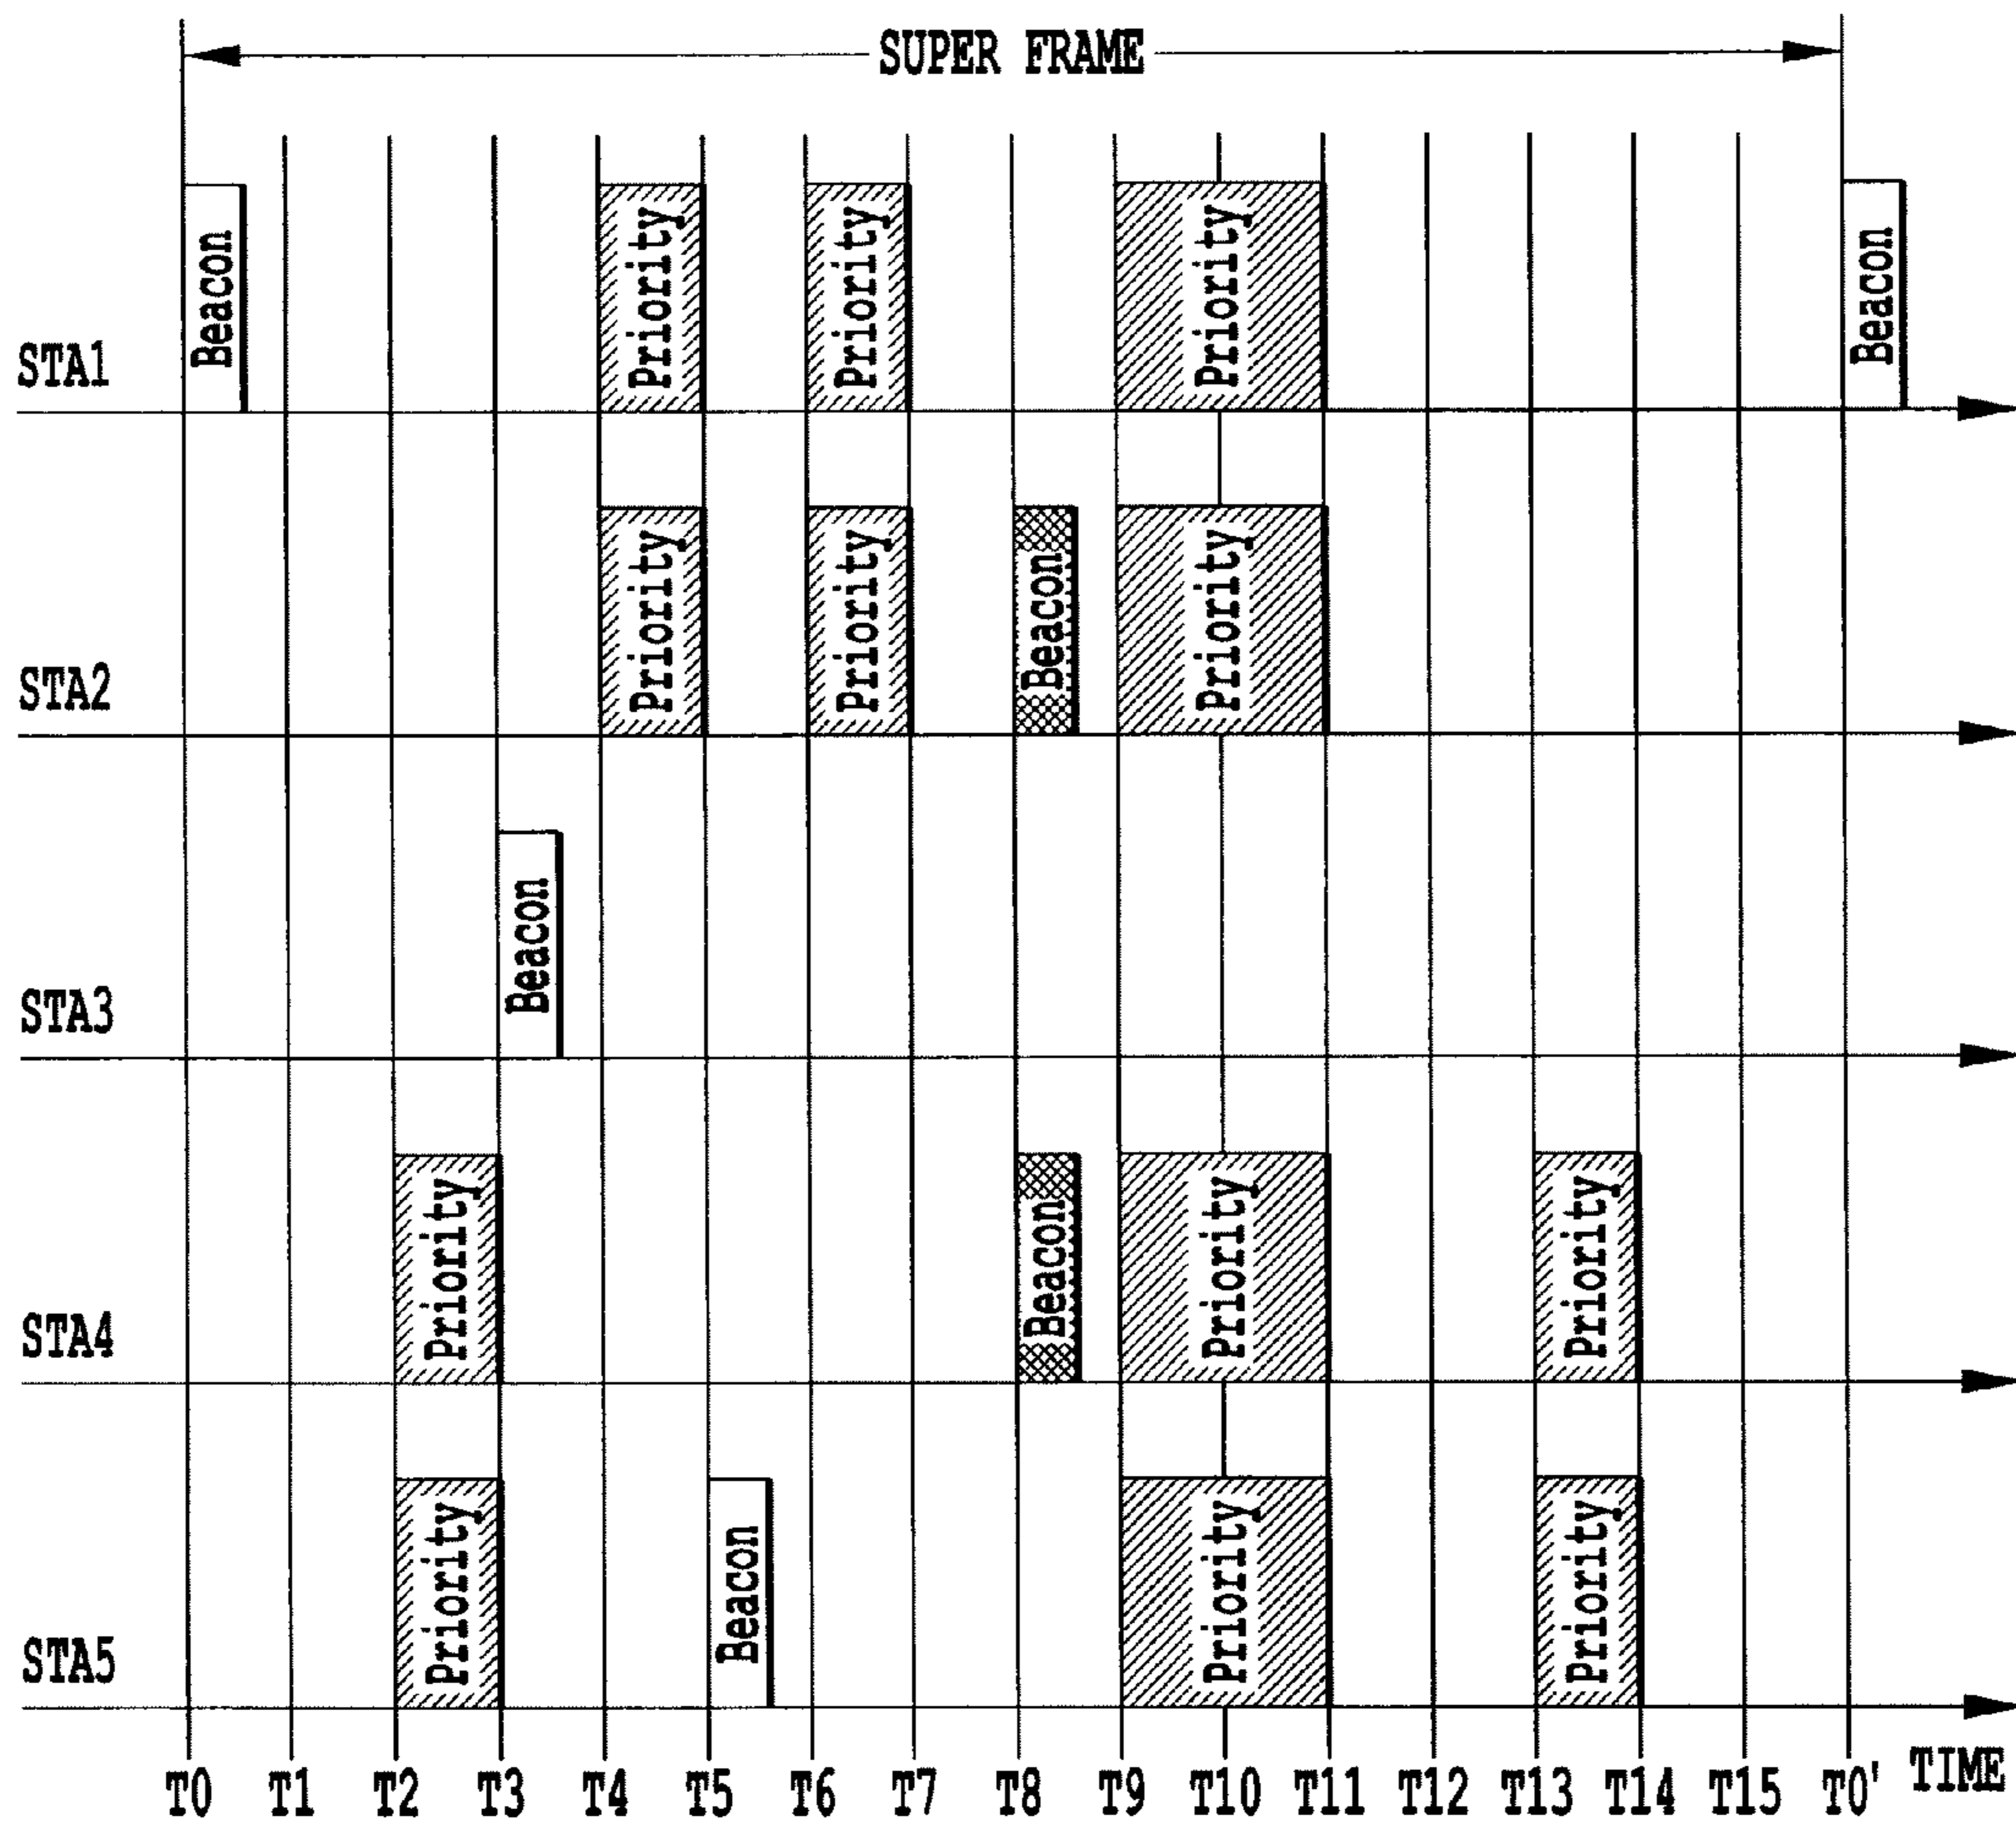 SUPER FRAME
STA1
Beacon
Priority
Priority
Priority
Beacon
STA2
Priority
Priority
Beacon
Priority
STA3
Beacon
STA4
Priority
Beacon
Priority
Priority
STA5
Priority
Beacon
Priority
Priority
T0 T1 T2 T3 T4 T5 T6 T7 T8 T9 T10 T11 T12 T13 T14 T15 T0' TIME